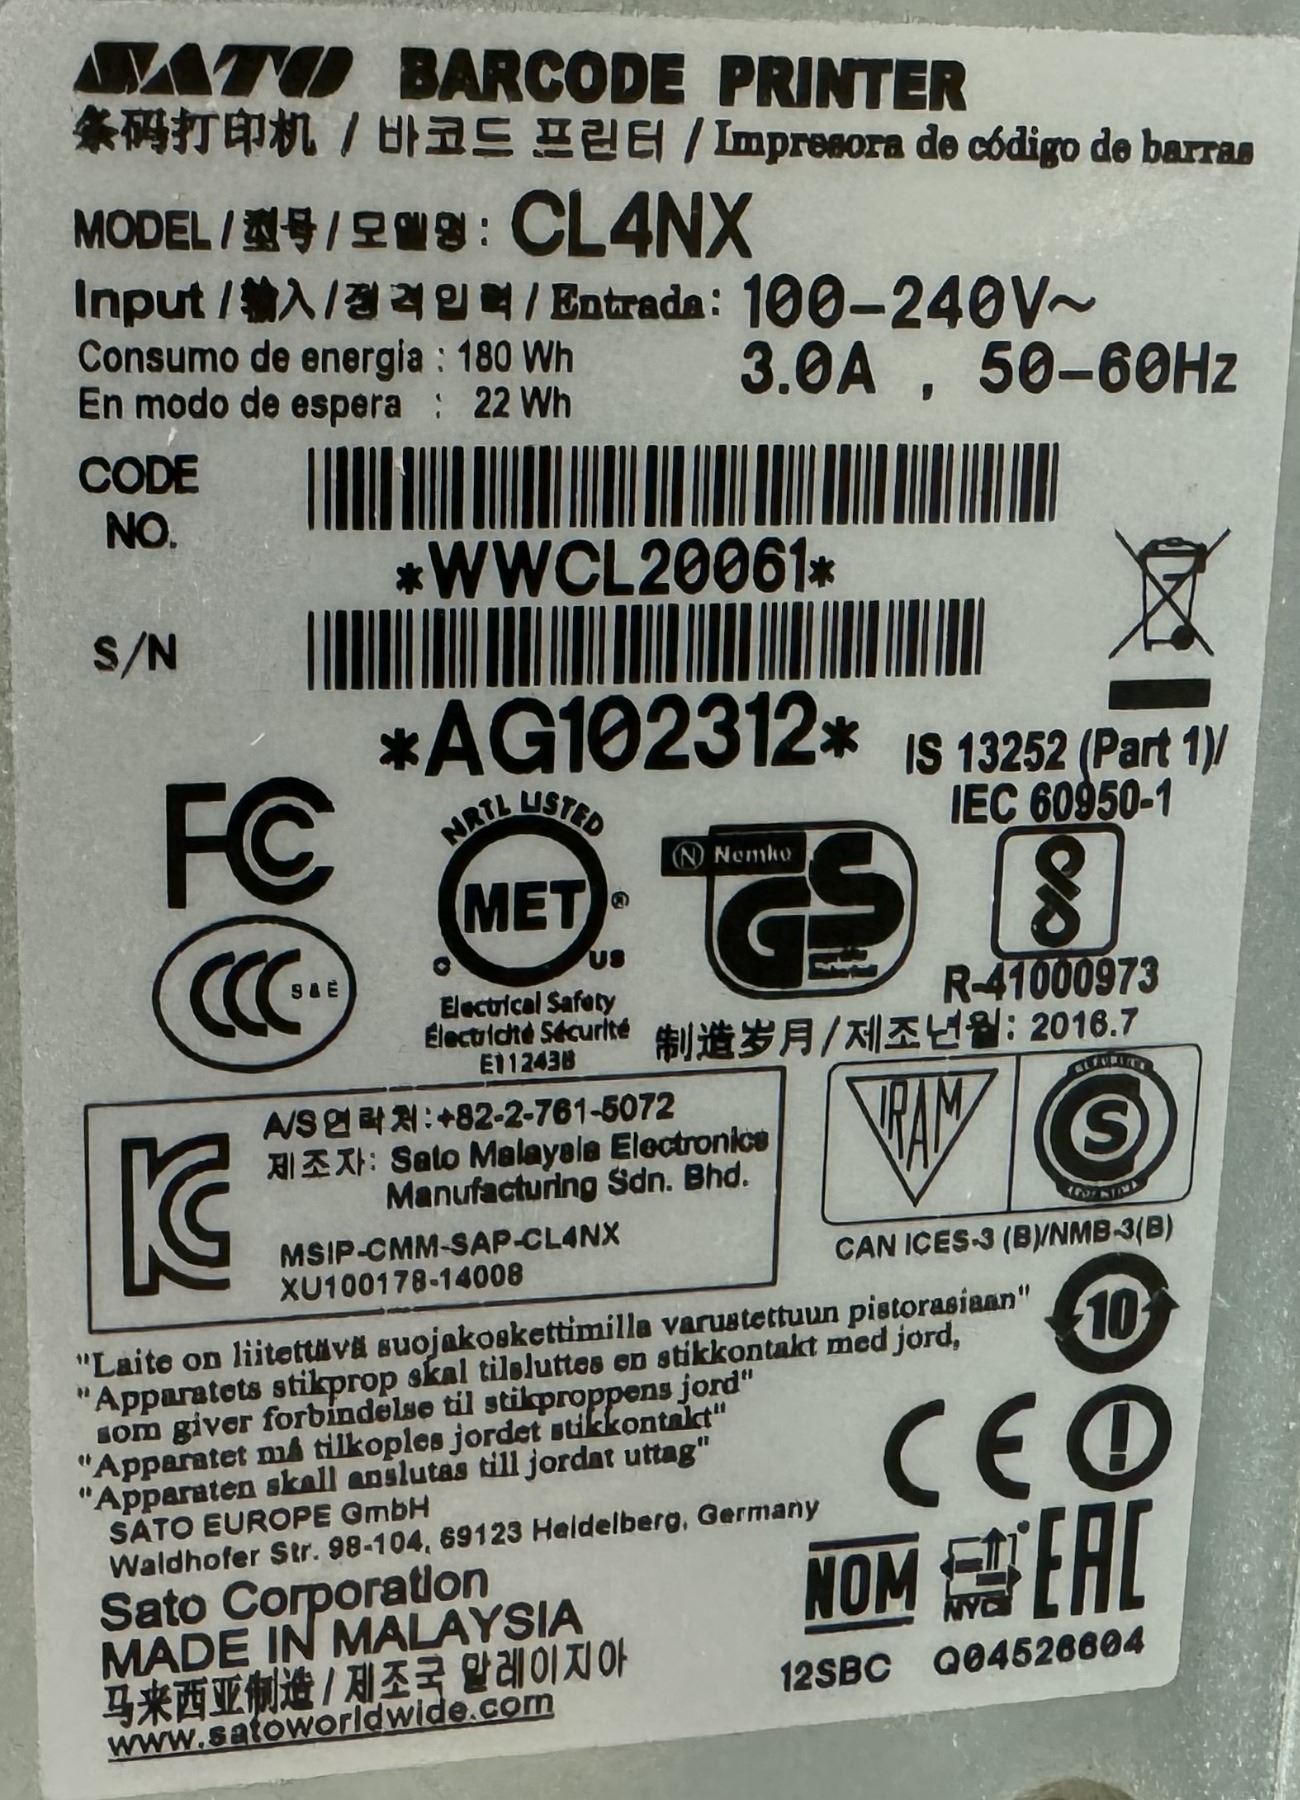 SATO BARCODE PRINTER
条码打印机 / 바코드 프린터 / Impresora de código de barras
MODEL / 型号 / 모델명 : CL4NX
Input / 输入 / 정격입력 / Entrada: 100-240V~
Consumo de energia : 180 Wh 3.0A , 50-60Hz
En modo de espera : 22 Wh
CODE NO.
*WWCL20061*
S/N
*AG102312*
IS 13252 (Part 1)/
IEC 60950-1
FC
NRTL LISTED
MET ®
C US
Electrical Safety
Électricité Sécurité
E112438
N Nemko
GS
R-41000973
CCC S&E
制造岁月/제조년월: 2016.7
A/S연락처:+82-2-761-5072
제조자: Sato Malaysia Electronics
Manufacturing Sdn. Bhd.
KC
MSIP-CMM-SAP-CL4NX
XU100178-14008
IRAM
S
CAN ICES-3 (B)/NMB-3(B)
"Laite on liitettävä suojakoskettimilla varustettuun pistorasiaan"
"Apparatets stikprop skal tilsluttes en stikkontakt med jord,
som giver forbindelse til stikproppens jord"
"Apparatet må tilkoples jordet stikkontakt"
"Apparaten skall anslutas till jordat uttag"
10
CE
SATO EUROPE GmbH
Waldhofer Str. 98-104, 69123 Heidelberg, Germany
Sato Corporation
MADE IN MALAYSIA
马来西亚制造 / 제조국 말레이지아
www.satoworldwide.com
NOM NYCE EAC
12SBC Q04526604